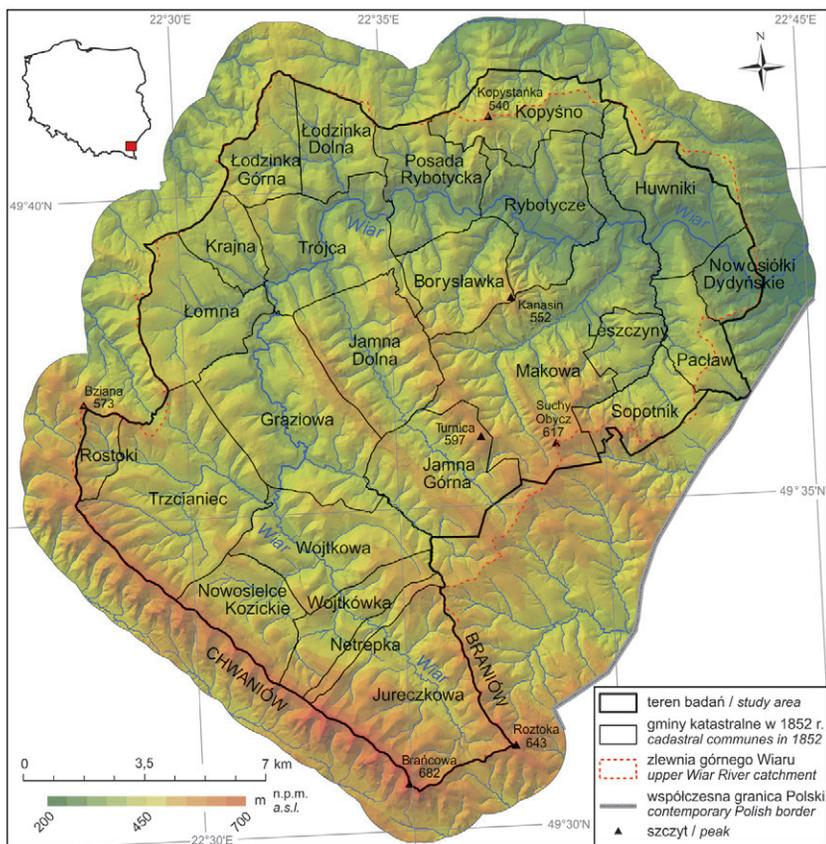 22°30'E
22°35'E
22°45'E
N
Kopystańka
540
Kopyśno
Łodzinka
Dolna
Łodzinka
Górna
Posada
Rybotycka
Huwniki
49°40'N
Rybotycze
Wiar
Wiar
Krajna
Trójca
Borysławka
Nowosiółki
Dydyńskie
Łomna
Kanasin
552
Leszczyny
Jamna
Dolna
Pacław
Makowa
Bziana
573
Suchy
Obycz
617
Sopotnik
Graziowa
Turnica
597
Rostoki
Jamna
Górna
49°35'N
Trzcianiec
Wiar
Wojtkowa
Nowosielce
Kozickie
Wojtkówka
Netrepka
BRANIÓW
CHWANIÓW
Wiar
Jureczkowa
Roztoka
643
Brańcowa
682
0 3.5 7 km
m n.p.m.
a.s.l.
200 450 700
22°30'E
49°30'N
teren badań / study area
gminy katastralne w 1852 r.
cadastral communes in 1852
zlewnia górnego Wiaru
upper Wiar River catchment
współczesna granica Polski
contemporary Polish border
szczyt / peak